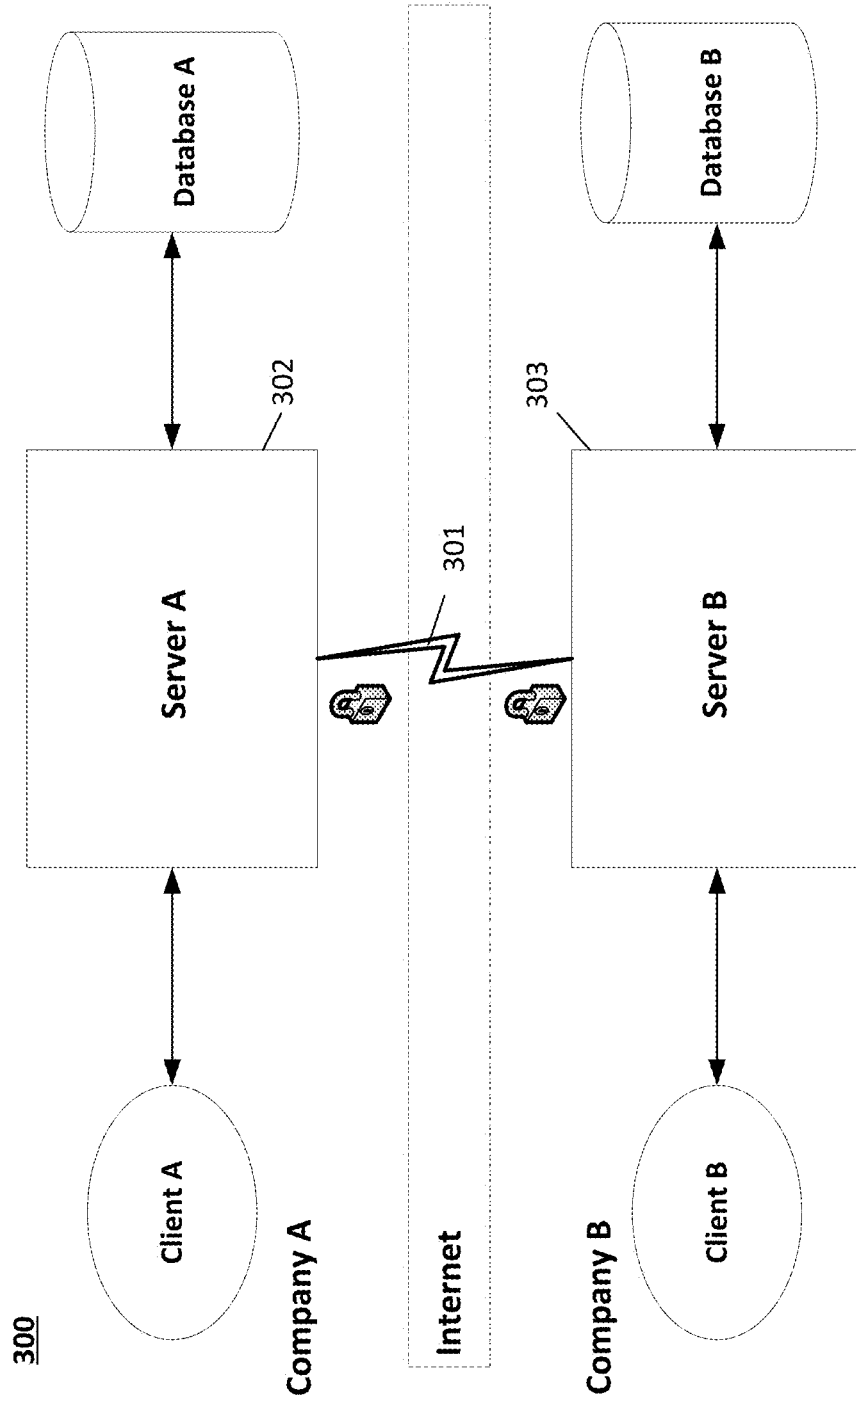 300
Client A
Server A
Database A
302
Company A
301
Internet
303
Company B
Client B
Server B
Database B